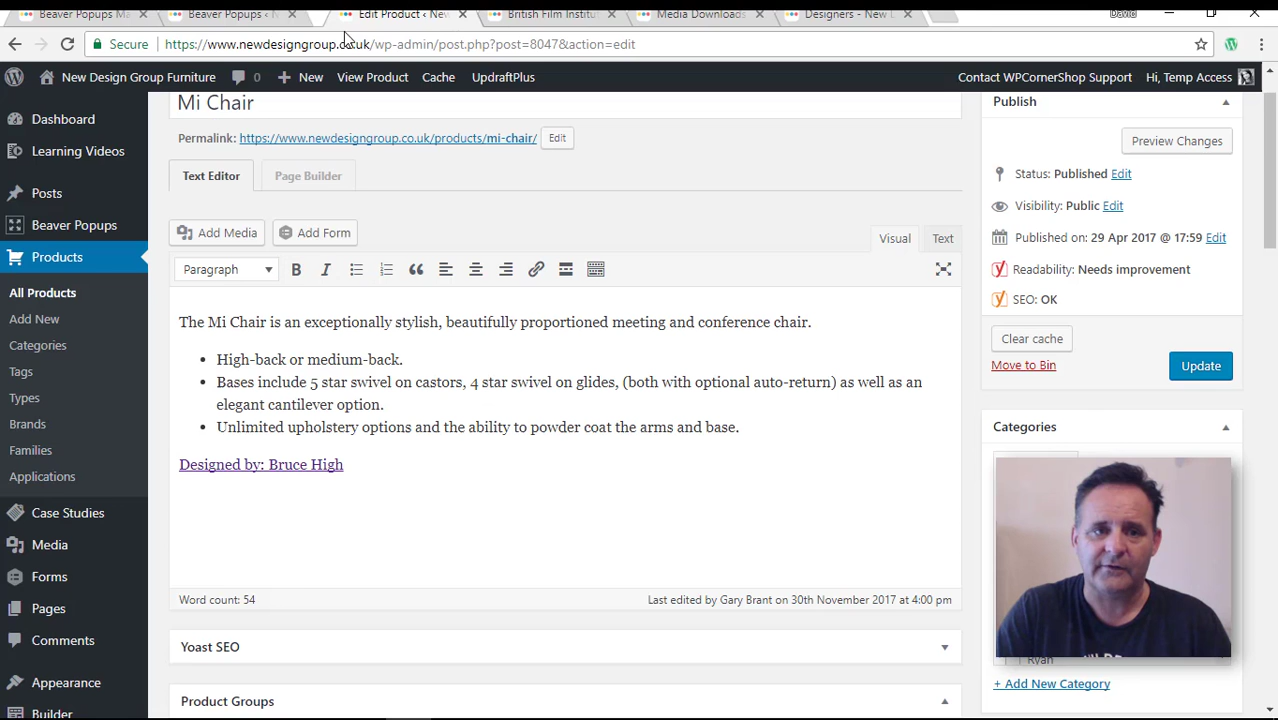 Beaver Popups Ma
Beaver Popups ‹ N
Edit Product ‹ New
British Film Institut
Media Downloads
Designers - New D
David
Secure https://www.newdesigngroup.co.uk/wp-admin/post.php?post=8047&action=edit
New Design Group Furniture 0 New View Product Cache UpdraftPlus Contact WPCornerShop Support Hi, Temp Access
Dashboard
Learning Videos
Posts
Beaver Popups
Products
All Products
Add New
Categories
Tags
Types
Brands
Families
Applications
Case Studies
Media
Forms
Pages
Comments
Appearance
Builder
Mi Chair
Permalink: https://www.newdesigngroup.co.uk/products/mi-chair/ Edit
Text Editor Page Builder
Add Media Add Form Visual Text
Paragraph
The Mi Chair is an exceptionally stylish, beautifully proportioned meeting and conference chair.
High-back or medium-back.
Bases include 5 star swivel on castors, 4 star swivel on glides, (both with optional auto-return) as well as an
elegant cantilever option.
Unlimited upholstery options and the ability to powder coat the arms and base.
Designed by: Bruce High
Word count: 54 Last edited by Gary Brant on 30th November 2017 at 4:00 pm
Yoast SEO
Product Groups
Publish
Preview Changes
Status: Published Edit
Visibility: Public Edit
Published on: 29 Apr 2017 @ 17:59 Edit
Readability: Needs improvement
SEO: OK
Clear cache
Move to Bin Update
Categories
Ryan
+ Add New Category